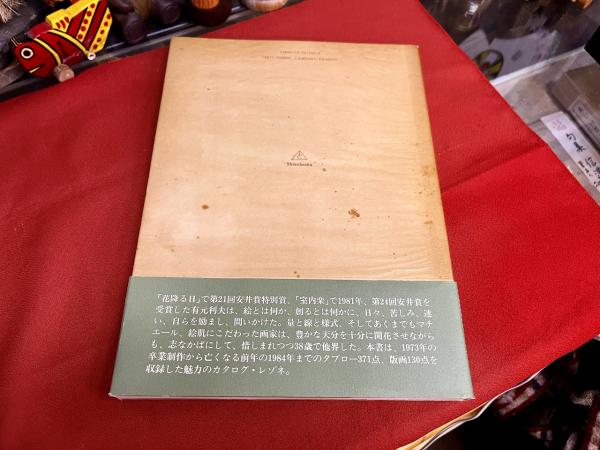 Shinchosha
「花降る日」で第21回安井賞特別賞、「室内楽」で1981年、第24回安井賞を
受賞した有元利夫は、絵とは何か、創るとは何かに、日々、苦しみ、迷
い、自らを励まし、問いかけた。量と線と様式、そしてあくまでもマチ
エール、絵肌にこだわった画家は、豊かな天分を十分に開花させながら
も、志なかばにして、惜しまれつつ38歳で他界した。本書は、1973年の
卒業制作から亡くなる前年の1984年までのタブロー371点、版画130点を
収録した魅力のカタログ・レゾネ。